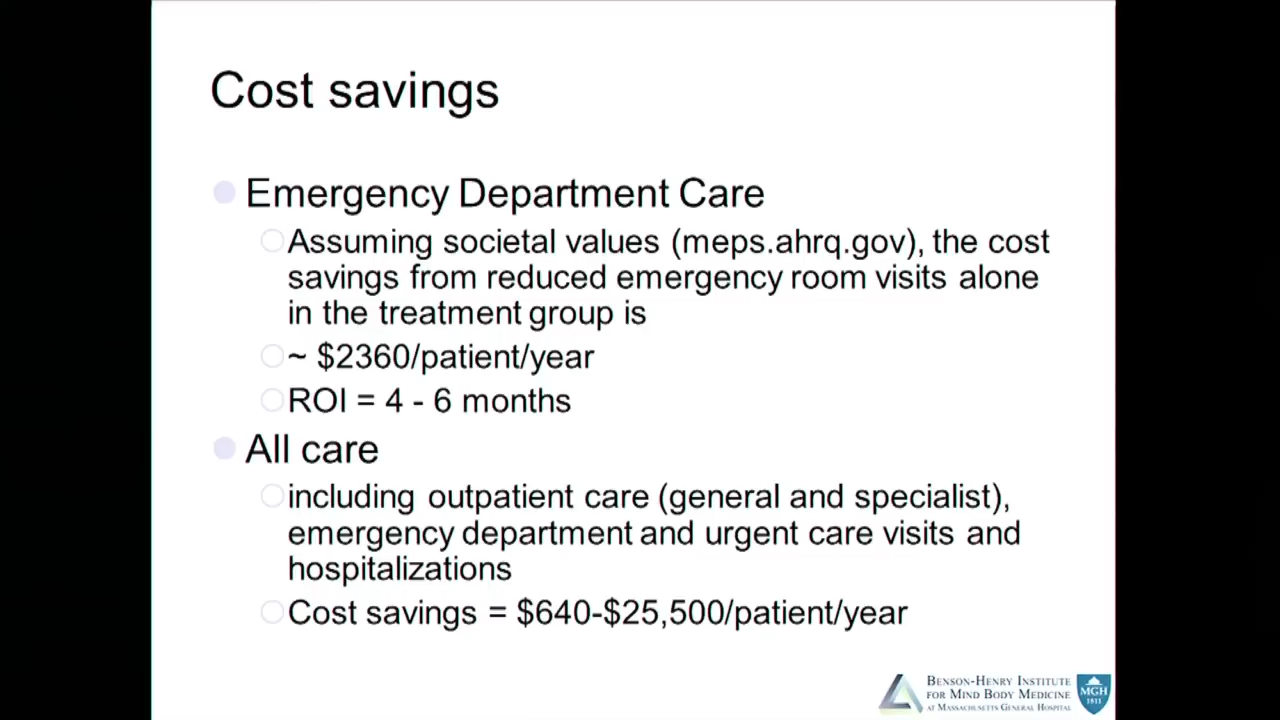 Cost savings
Emergency Department Care
Assuming societal values (meps.ahrq.gov), the cost
savings from reduced emergency room visits alone
in the treatment group is
~ $2360/patient/year
ROI = 4 - 6 months
All care
including outpatient care (general and specialist),
emergency department and urgent care visits and
hospitalizations
Cost savings = $640-$25,500/patient/year
BENSON-HENRY INSTITUTE
FOR MIND BODY MEDICINE
AT MASSACHUSETTS GENERAL HOSPITAL
MGH
1811